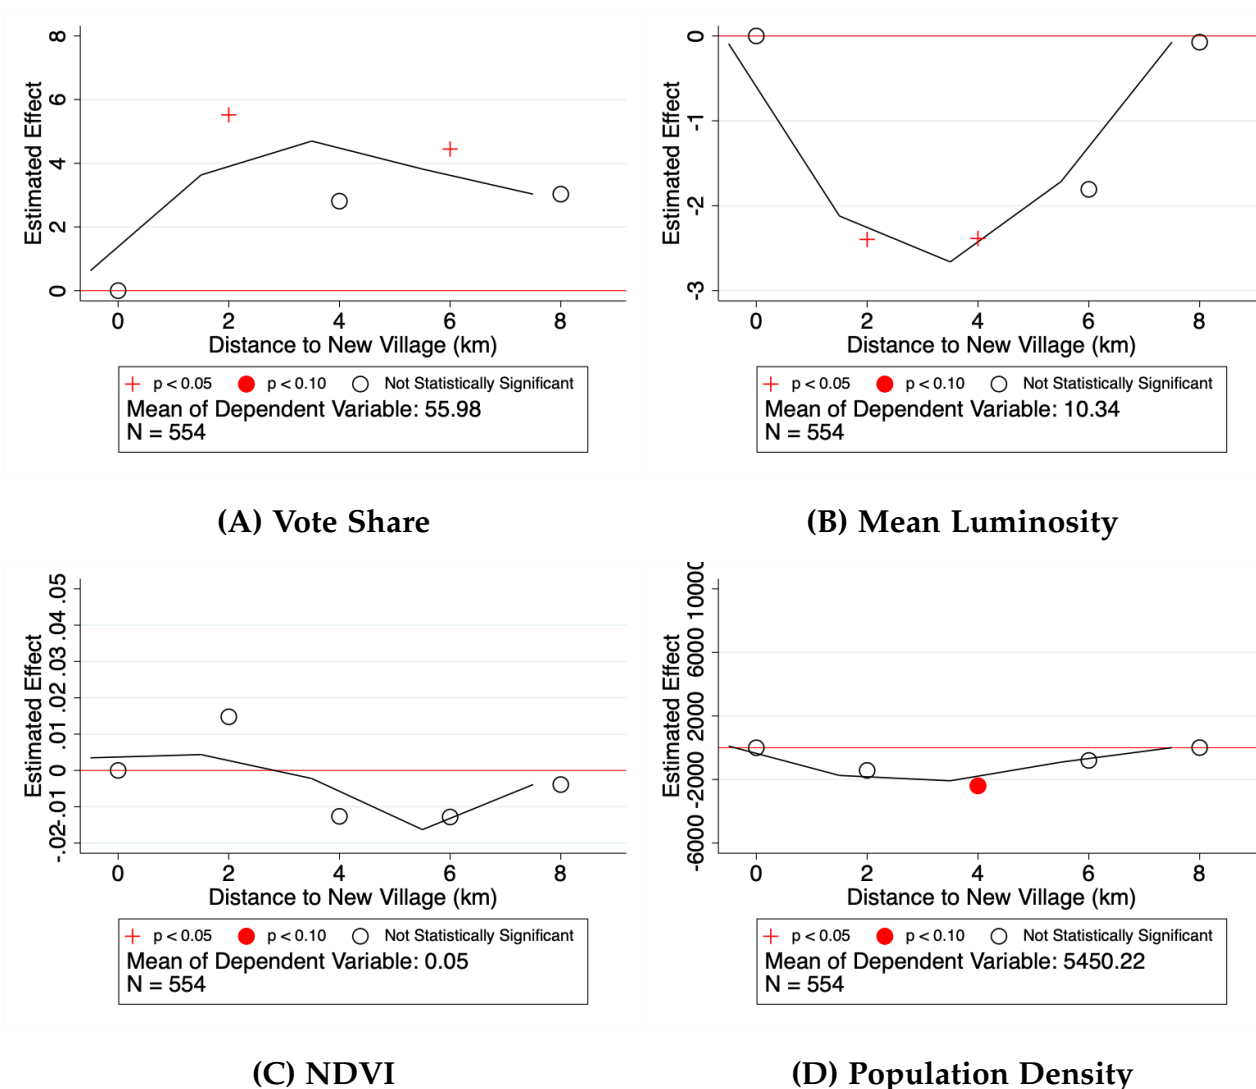 8
6
4
2
0
Estimated Effect
0 2 4 6 8
Distance to New Village (km)
p < 0.05 p < 0.10 Not Statistically Significant
Mean of Dependent Variable: 55.98
N = 554
(A) Vote Share
0
-1
-2
-3
Estimated Effect
0 2 4 6 8
Distance to New Village (km)
p < 0.05 p < 0.10 Not Statistically Significant
Mean of Dependent Variable: 10.34
N = 554
(B) Mean Luminosity
.05
.04
.03
.02
.01
0
-.01
-.02
Estimated Effect
0 2 4 6 8
Distance to New Village (km)
p < 0.05 p < 0.10 Not Statistically Significant
Mean of Dependent Variable: 0.05
N = 554
(C) NDVI
10000
6000
2000
-2000
-6000
Estimated Effect
0 2 4 6 8
Distance to New Village (km)
p < 0.05 p < 0.10 Not Statistically Significant
Mean of Dependent Variable: 5450.22
N = 554
(D) Population Density